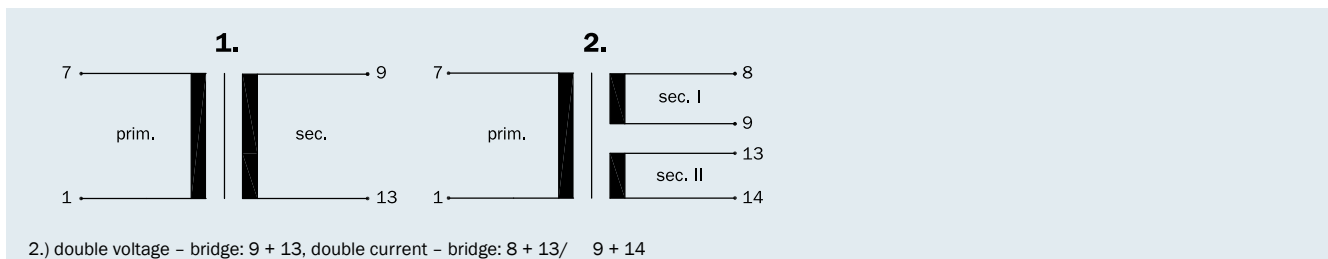 1.
7
9
prim.
sec.
1
13
2.
7
8
sec. I
9
prim.
13
sec. II
1
14
2.) double voltage – bridge: 9 + 13, double current – bridge: 8 + 13/ 9 + 14